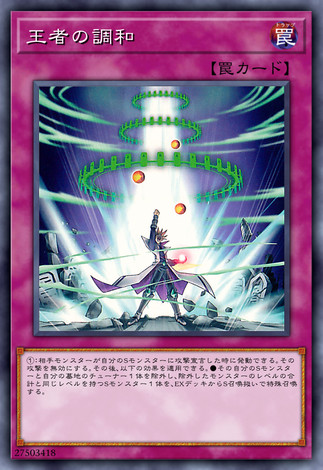 王者の調和
トラップ
罠
【罠カード】
①：相手モンスターが自分のSモンスターに攻撃宣言した時に発動できる。その
攻撃を無効にする。その後、以下の効果を適用できる。●そのSモンスター
と自分の墓地のチューナー１体を除外し、除外したモンスターのレベルの合
計と同じレベルを持つSモンスター１体を、EXデッキからS召喚扱いで特殊召
喚する。
27503418